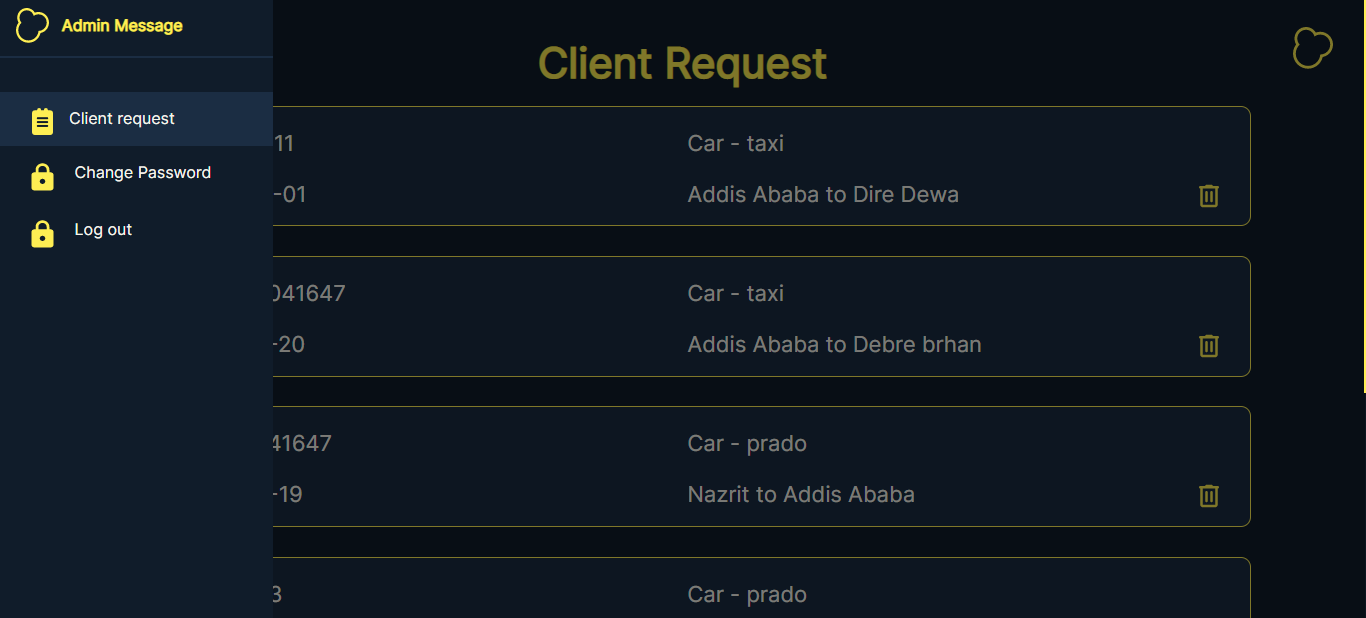 Admin Message
Client request
Change Password
Log out
Client Request
11
Car - taxi
-01
Addis Ababa to Dire Dewa
041647
Car - taxi
-20
Addis Ababa to Debre brhan
41647
Car - prado
-19
Nazrit to Addis Ababa
3
Car - prado